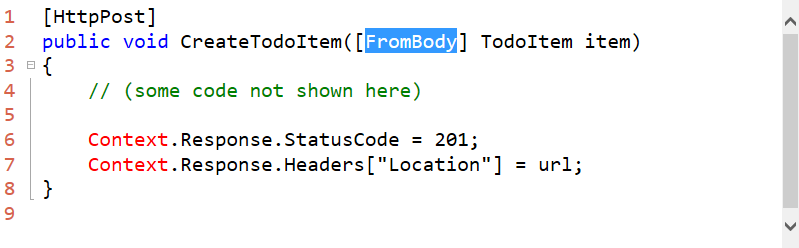 1 [HttpPost]
2 public void CreateTodoItem([FromBody] TodoItem item)
3 {
4     // (some code not shown here)
5
6     Context.Response.StatusCode = 201;
7     Context.Response.Headers["Location"] = url;
8 }
9